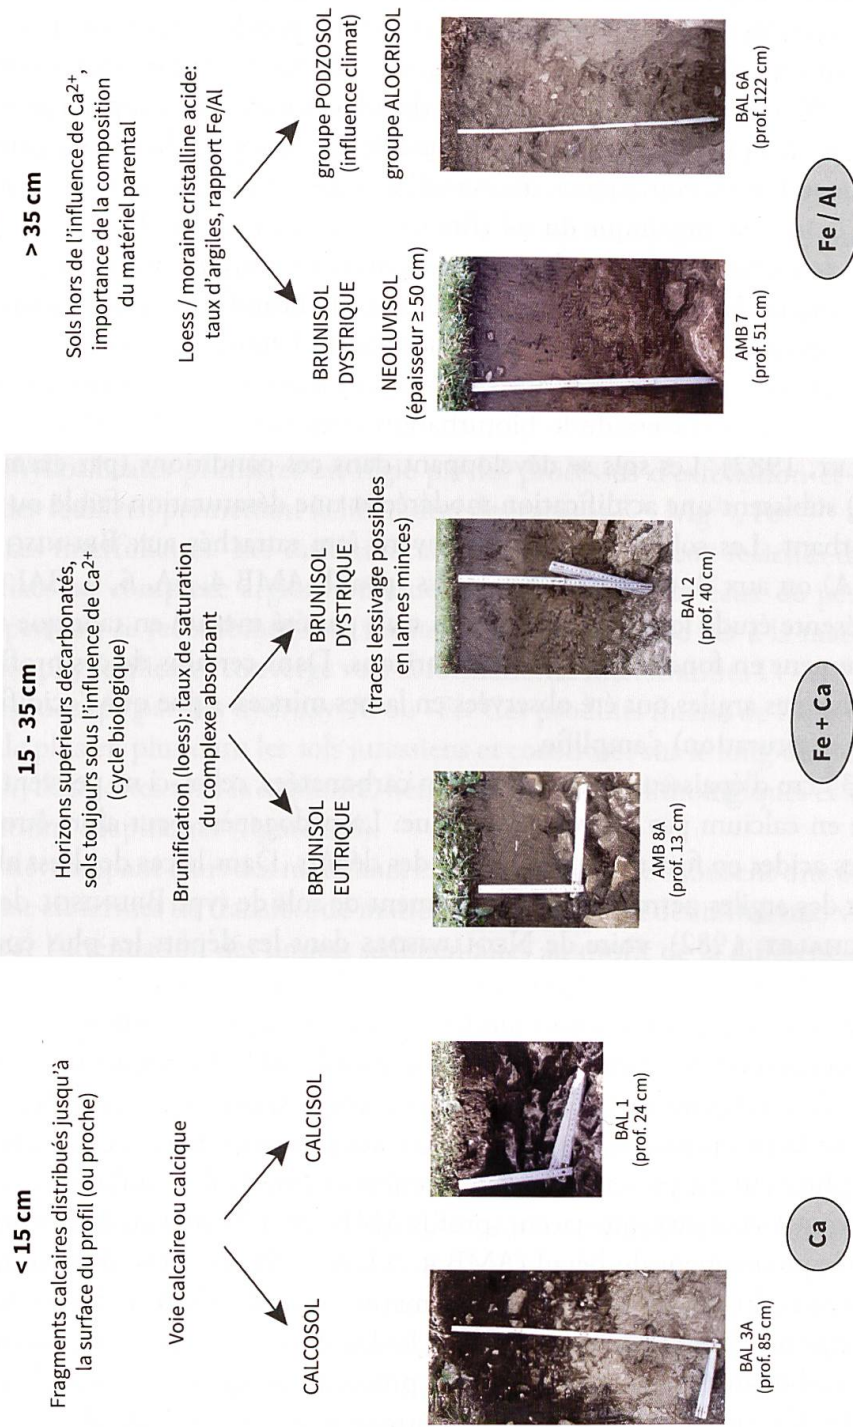 < 15 cm
Fragments calcaires distribués jusqu'à
la surface du profil (ou proche)
Voie calcaire ou calcique
CALCOSOL
CALCISOL
BAL 3A
(prof. 85 cm)
BAL 1
(prof. 24 cm)
Ca
15 - 35 cm
Horizons supérieurs décarbonatés,
sols toujours sous l'influence de Ca²⁺
(cycle biologique)
Brunification (loess): taux de saturation
du complexe absorbant
BRUNISOL
EUTRIQUE
BRUNISOL
DYSTRIQUE
(traces lessivage possibles
en lames minces)
AMB 8A
(prof. 13 cm)
BAL 2
(prof. 40 cm)
Fe + Ca
> 35 cm
Sols hors de l'influence de Ca²⁺,
importance de la composition
du matériel parental
Loess / moraine cristalline acide:
taux d'argiles, rapport Fe/Al
BRUNISOL
DYSTRIQUE
NEOLUVISOL
(épaisseur ≥ 50 cm)
groupe PODZOSOL
(influence climat)
groupe ALOCRISOL
AMB 7
(prof. 51 cm)
BAL 6A
(prof. 122 cm)
Fe / Al